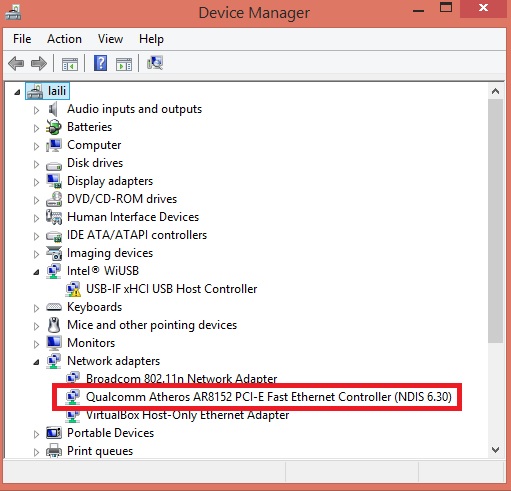 Device Manager
File Action View Help
laili
Audio inputs and outputs
Batteries
Computer
Disk drives
Display adapters
DVD/CD-ROM drives
Human Interface Devices
IDE ATA/ATAPI controllers
Imaging devices
Intel® WiUSB
USB-IF xHCI USB Host Controller
Keyboards
Mice and other pointing devices
Monitors
Network adapters
Broadcom 802.11n Network Adapter
Qualcomm Atheros AR8152 PCI-E Fast Ethernet Controller (NDIS 6.30)
VirtualBox Host-Only Ethernet Adapter
Portable Devices
Print queues